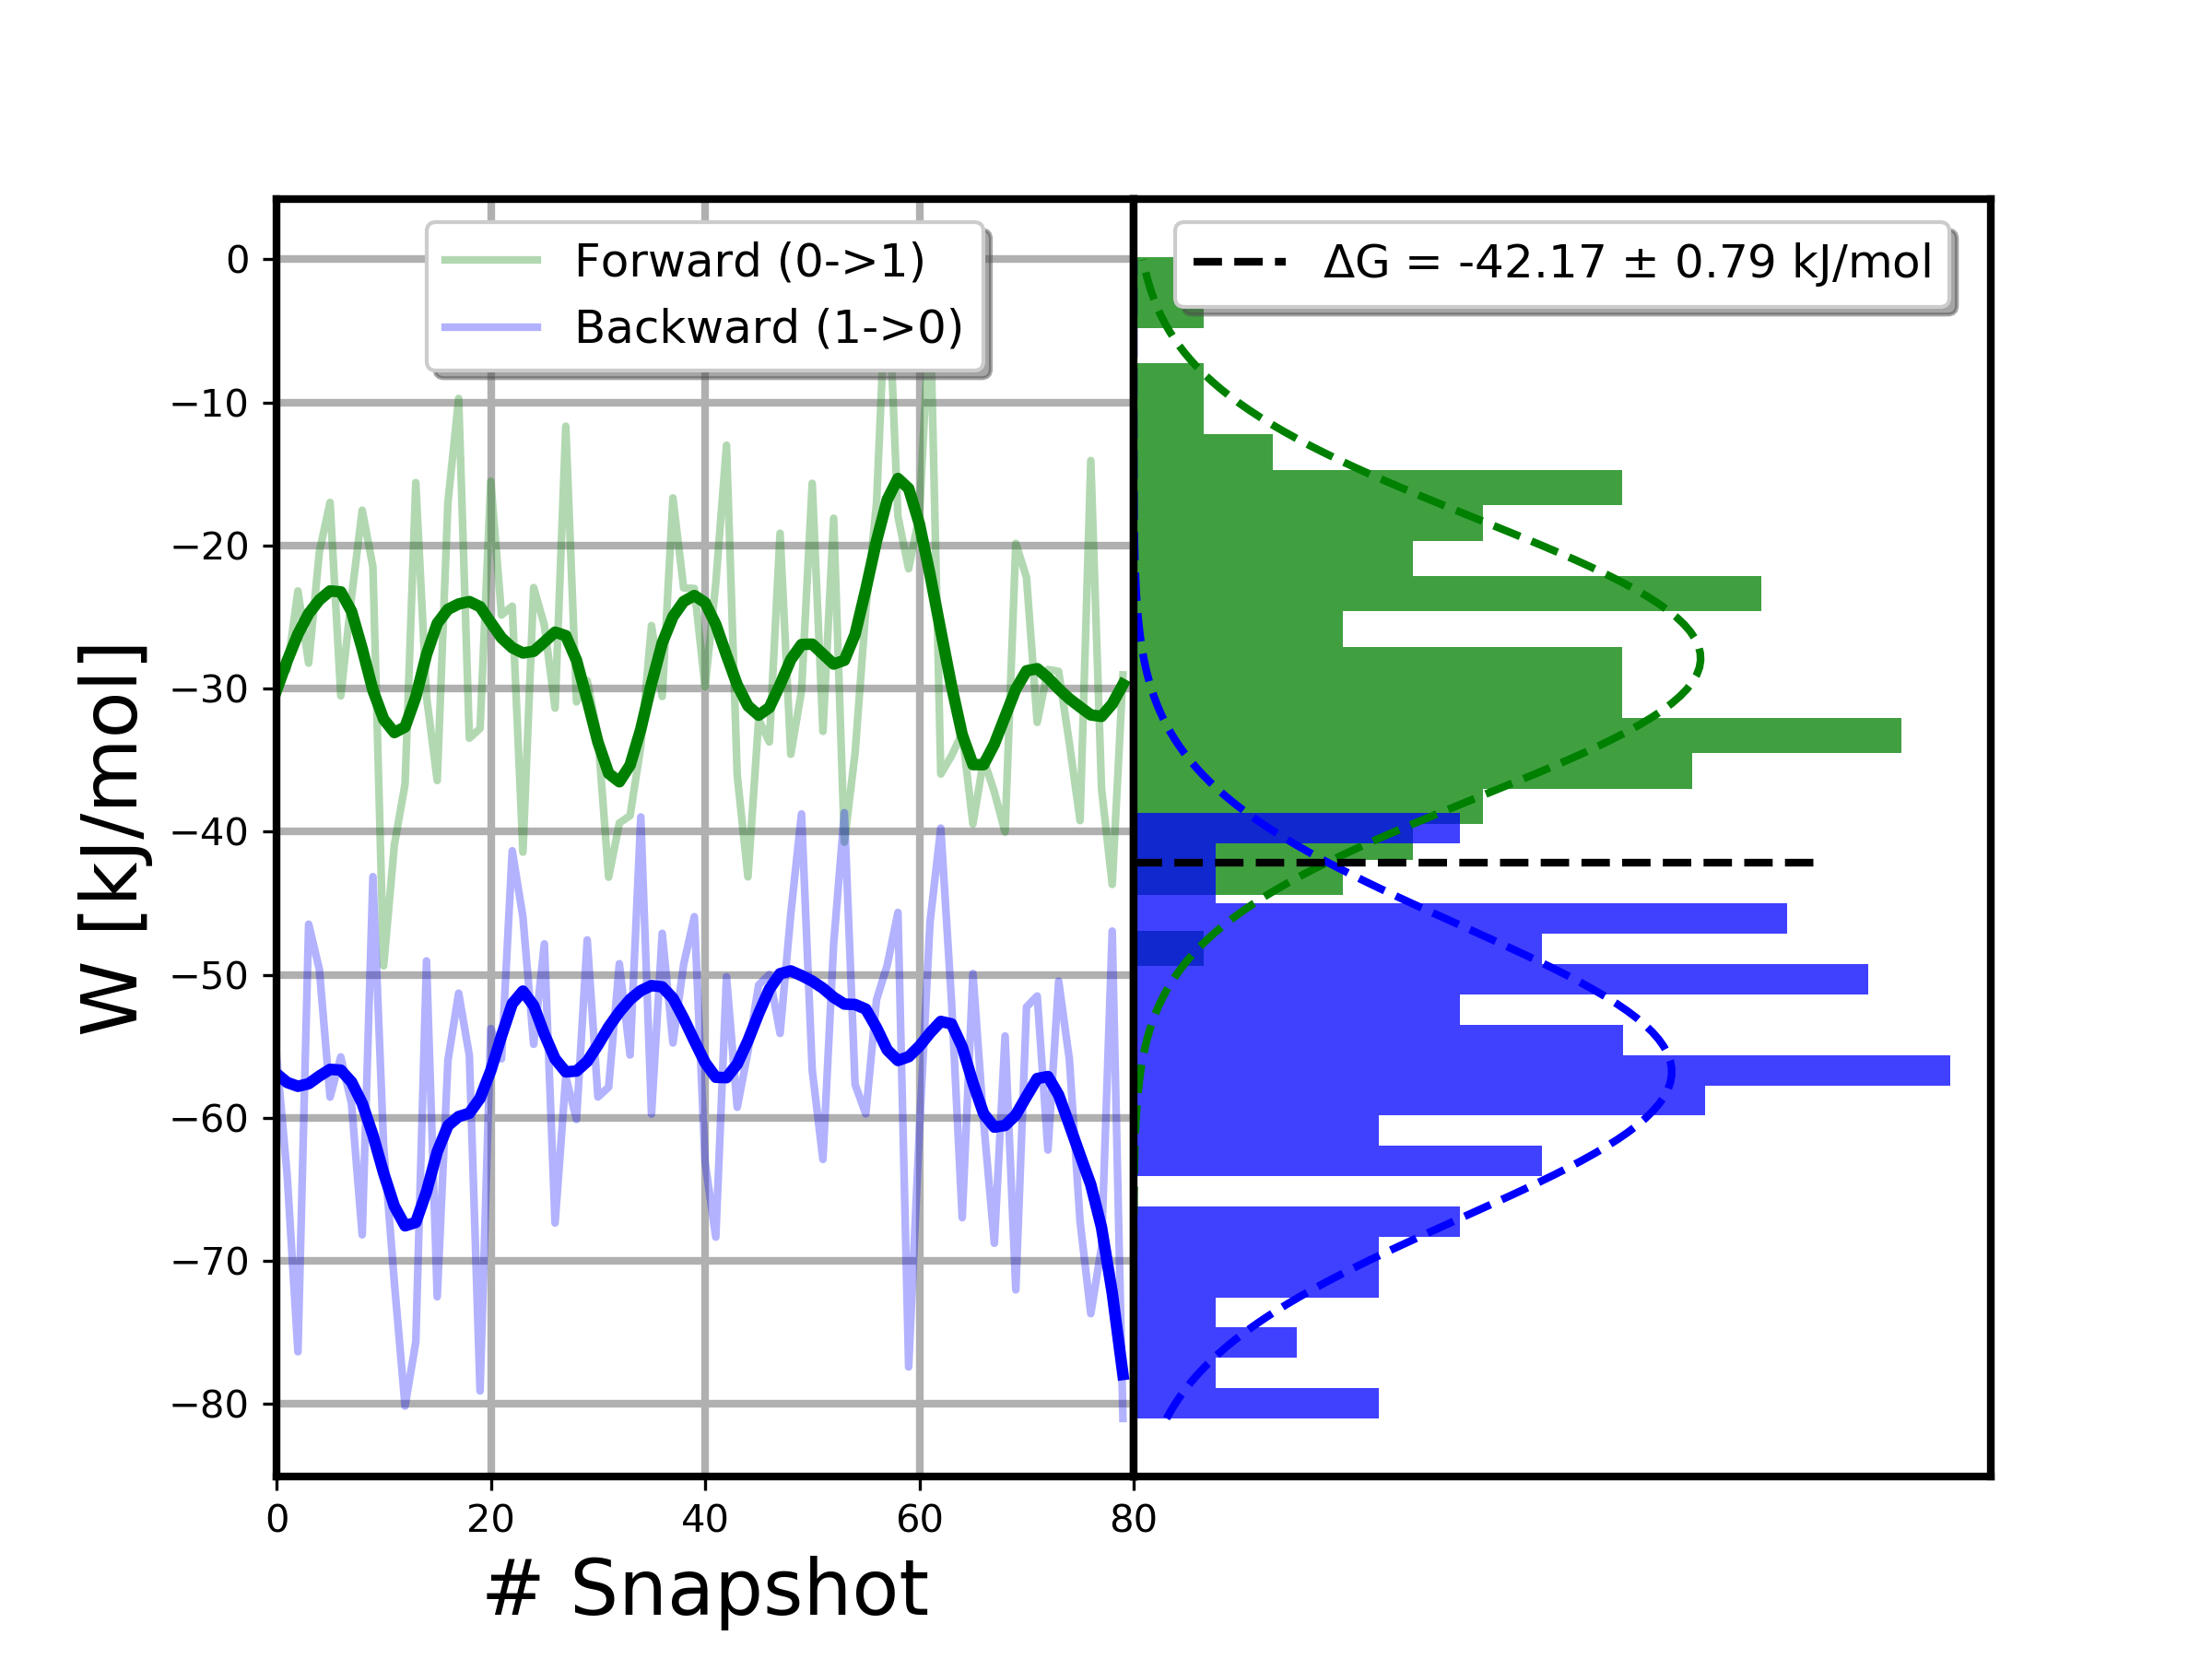 Forward (0->1)
Backward (1->0)
ΔG = -42.17 ± 0.79 kJ/mol
W [kJ/mol]
0
−10
−20
−30
−40
−50
−60
−70
−80
0 20 40 60 80
# Snapshot